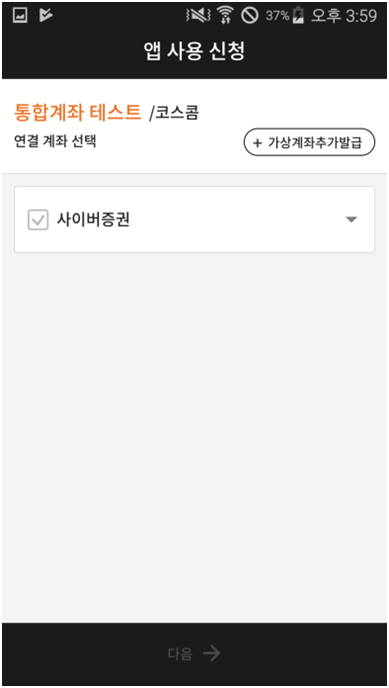 37% 오후 3:59
앱 사용 신청
통합계좌 테스트 /코스콤
연결 계좌 선택
+ 가상계좌추가발급
사이버증권
다음 →